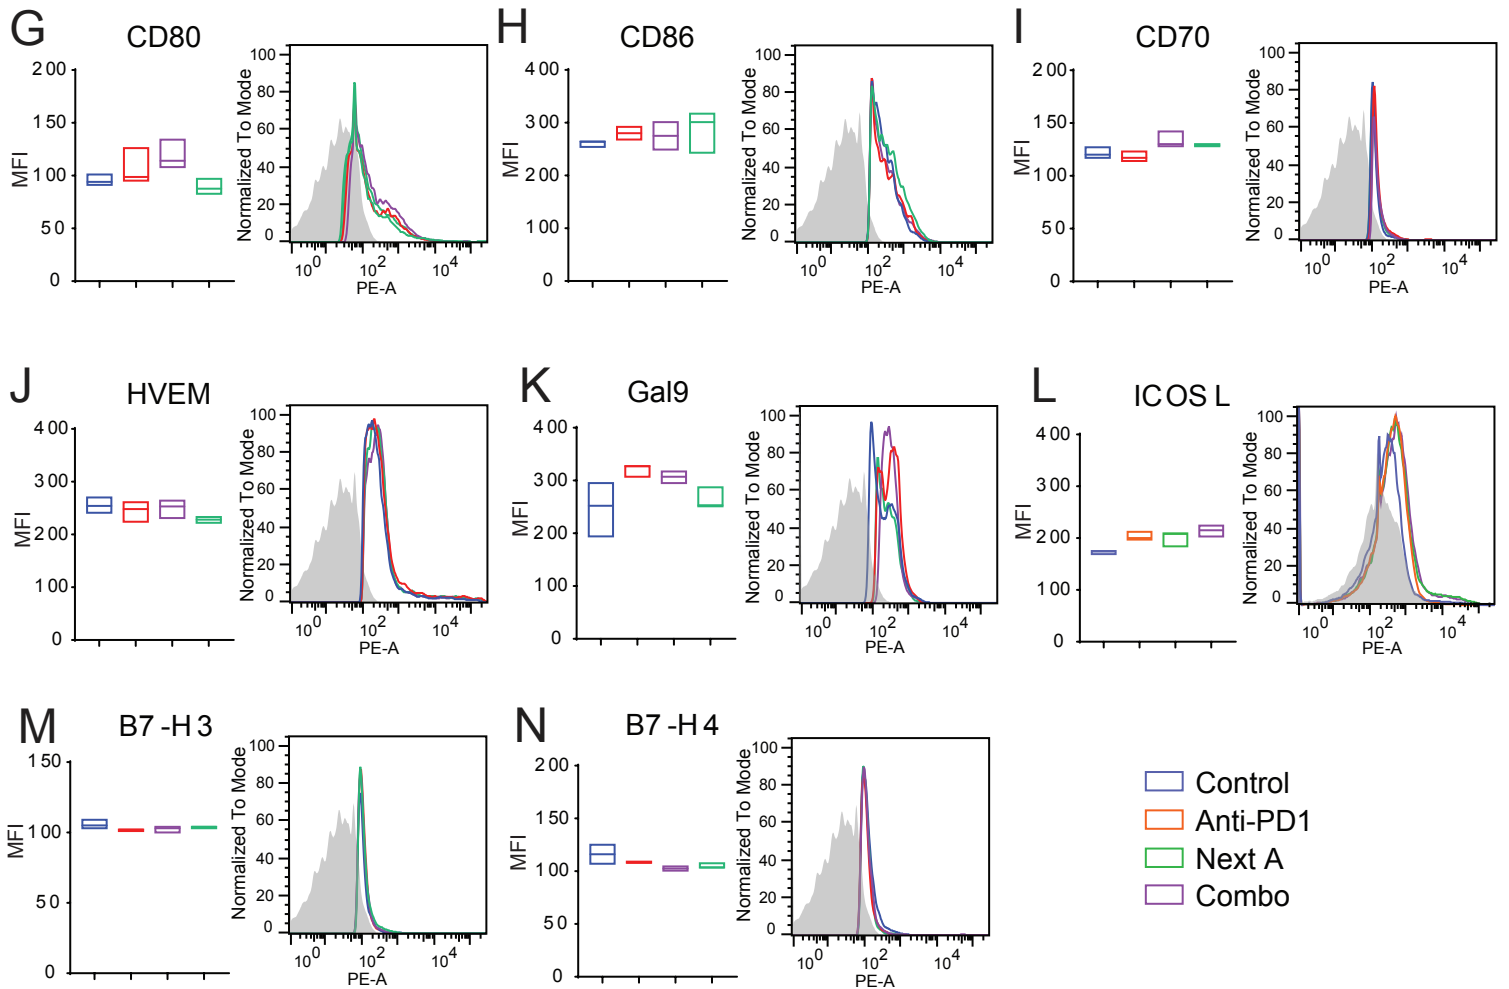 G CD80
MFI
200
150
100
50
0
Normalized To Mode
100
80
60
40
20
0
10^0 10^2 10^4
PE-A
H CD86
MFI
400
300
200
100
0
Normalized To Mode
100
80
60
40
20
0
10^0 10^2 10^4
PE-A
I CD70
MFI
200
150
100
50
0
Normalized To Mode
100
80
60
40
20
0
10^0 10^2 10^4
PE-A
J HVEM
MFI
400
300
200
100
0
Normalized To Mode
100
80
60
40
20
0
10^0 10^2 10^4
PE-A
K Gal9
MFI
400
300
200
100
0
Normalized To Mode
100
80
60
40
20
0
10^0 10^2 10^4
PE-A
L ICOS L
MFI
400
300
200
100
0
Normalized To Mode
100
80
60
40
20
0
10^0 10^2 10^4
PE-A
M B7-H3
MFI
150
100
50
0
Normalized To Mode
100
80
60
40
20
0
10^0 10^2 10^4
PE-A
N B7-H4
MFI
200
150
100
50
0
Normalized To Mode
100
80
60
40
20
0
10^0 10^2 10^4
PE-A
Control
Anti-PD1
Next A
Combo